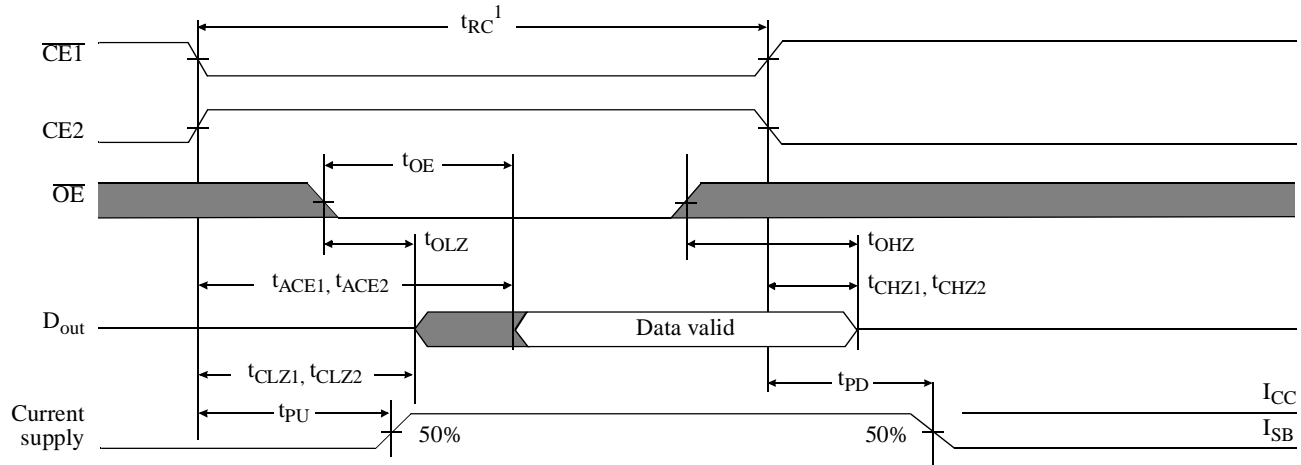 tRC1
CE1
CE2
tOE
OE
tOLZ
tOHZ
tACE1, tACE2
tCHZ1, tCHZ2
Dout
Data valid
tCLZ1, tCLZ2
tPD
ICC
Current
supply
tPU
50%
50%
ISB